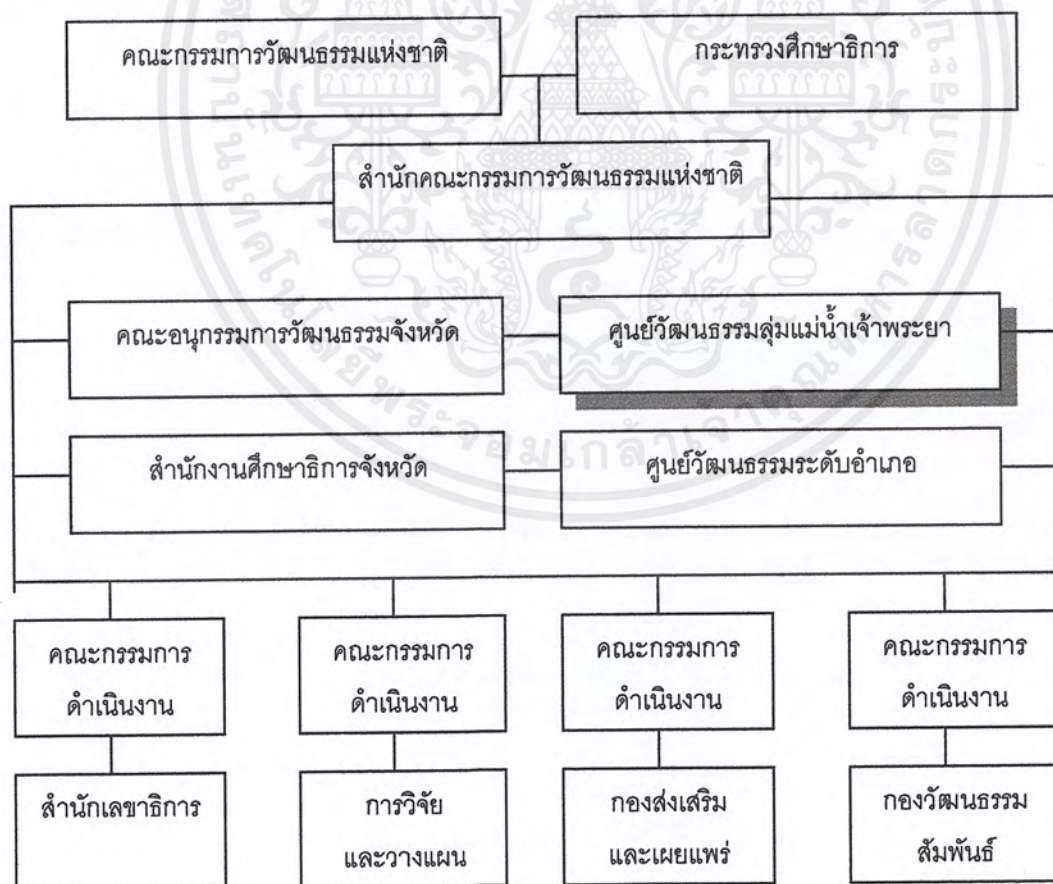 คณะกรรมการวัฒนธรรมแห่งชาติ
กระทรวงศึกษาธิการ
สำนักคณะกรรมการวัฒนธรรมแห่งชาติ
คณะอนุกรรมการวัฒนธรรมจังหวัด
ศูนย์วัฒนธรรมลุ่มแม่น้ำเจ้าพระยา
สำนักงานศึกษาธิการจังหวัด
ศูนย์วัฒนธรรมระดับอำเภอ
คณะกรรมการ
ดำเนินงาน
คณะกรรมการ
ดำเนินงาน
คณะกรรมการ
ดำเนินงาน
คณะกรรมการ
ดำเนินงาน
สำนักเลขาธิการ
การวิจัย
และวางแผน
กองส่งเสริม
และเผยแพร่
กองวัฒนธรรม
สัมพันธ์